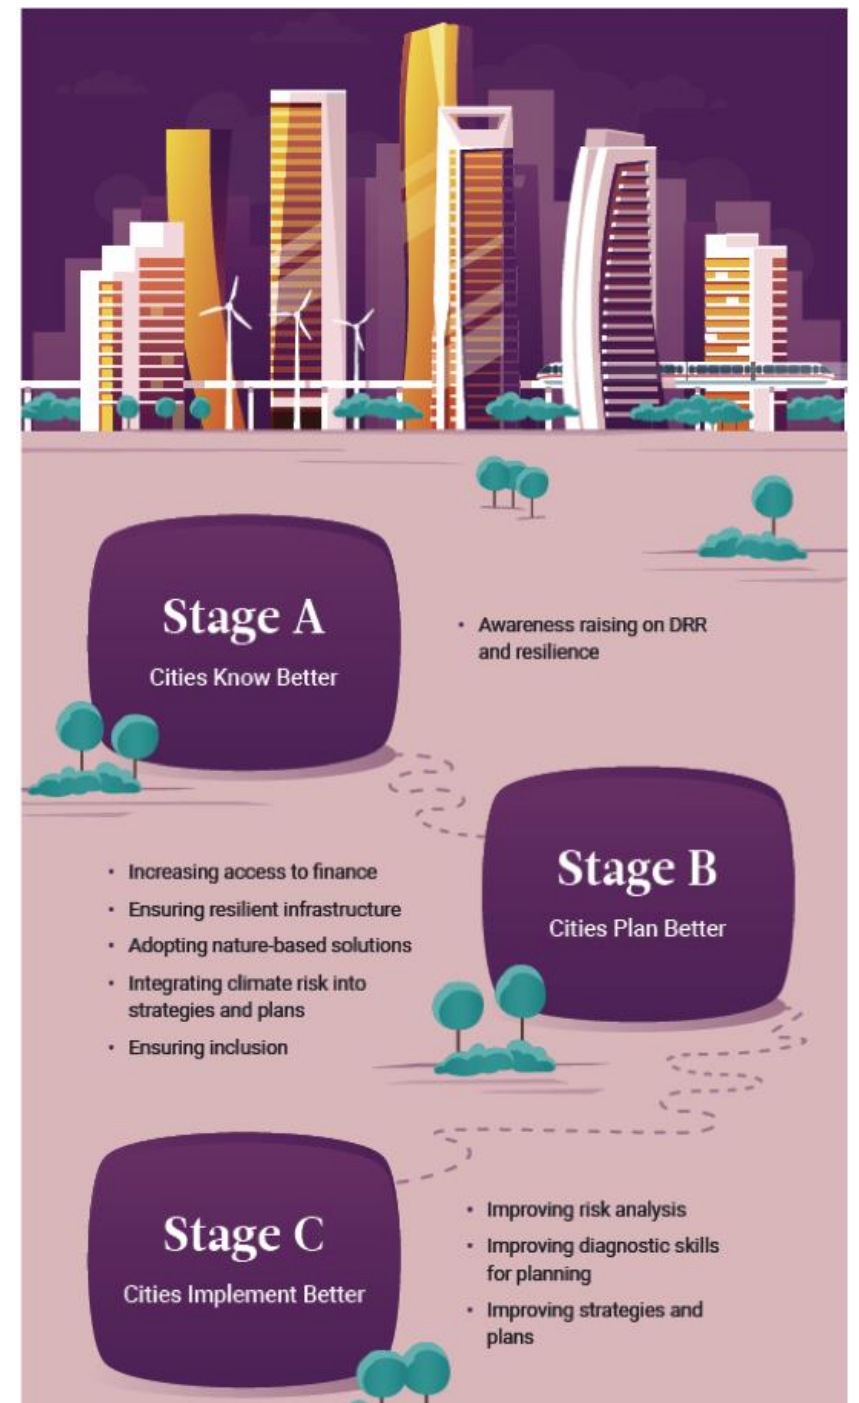 Stage A
Cities Know Better
• Awareness raising on DRR
and resilience
Stage B
Cities Plan Better
• Increasing access to finance
• Ensuring resilient infrastructure
• Adopting nature-based solutions
• Integrating climate risk into
strategies and plans
• Ensuring inclusion
Stage C
Cities Implement Better
• Improving risk analysis
• Improving diagnostic skills
for planning
• Improving strategies and
plans